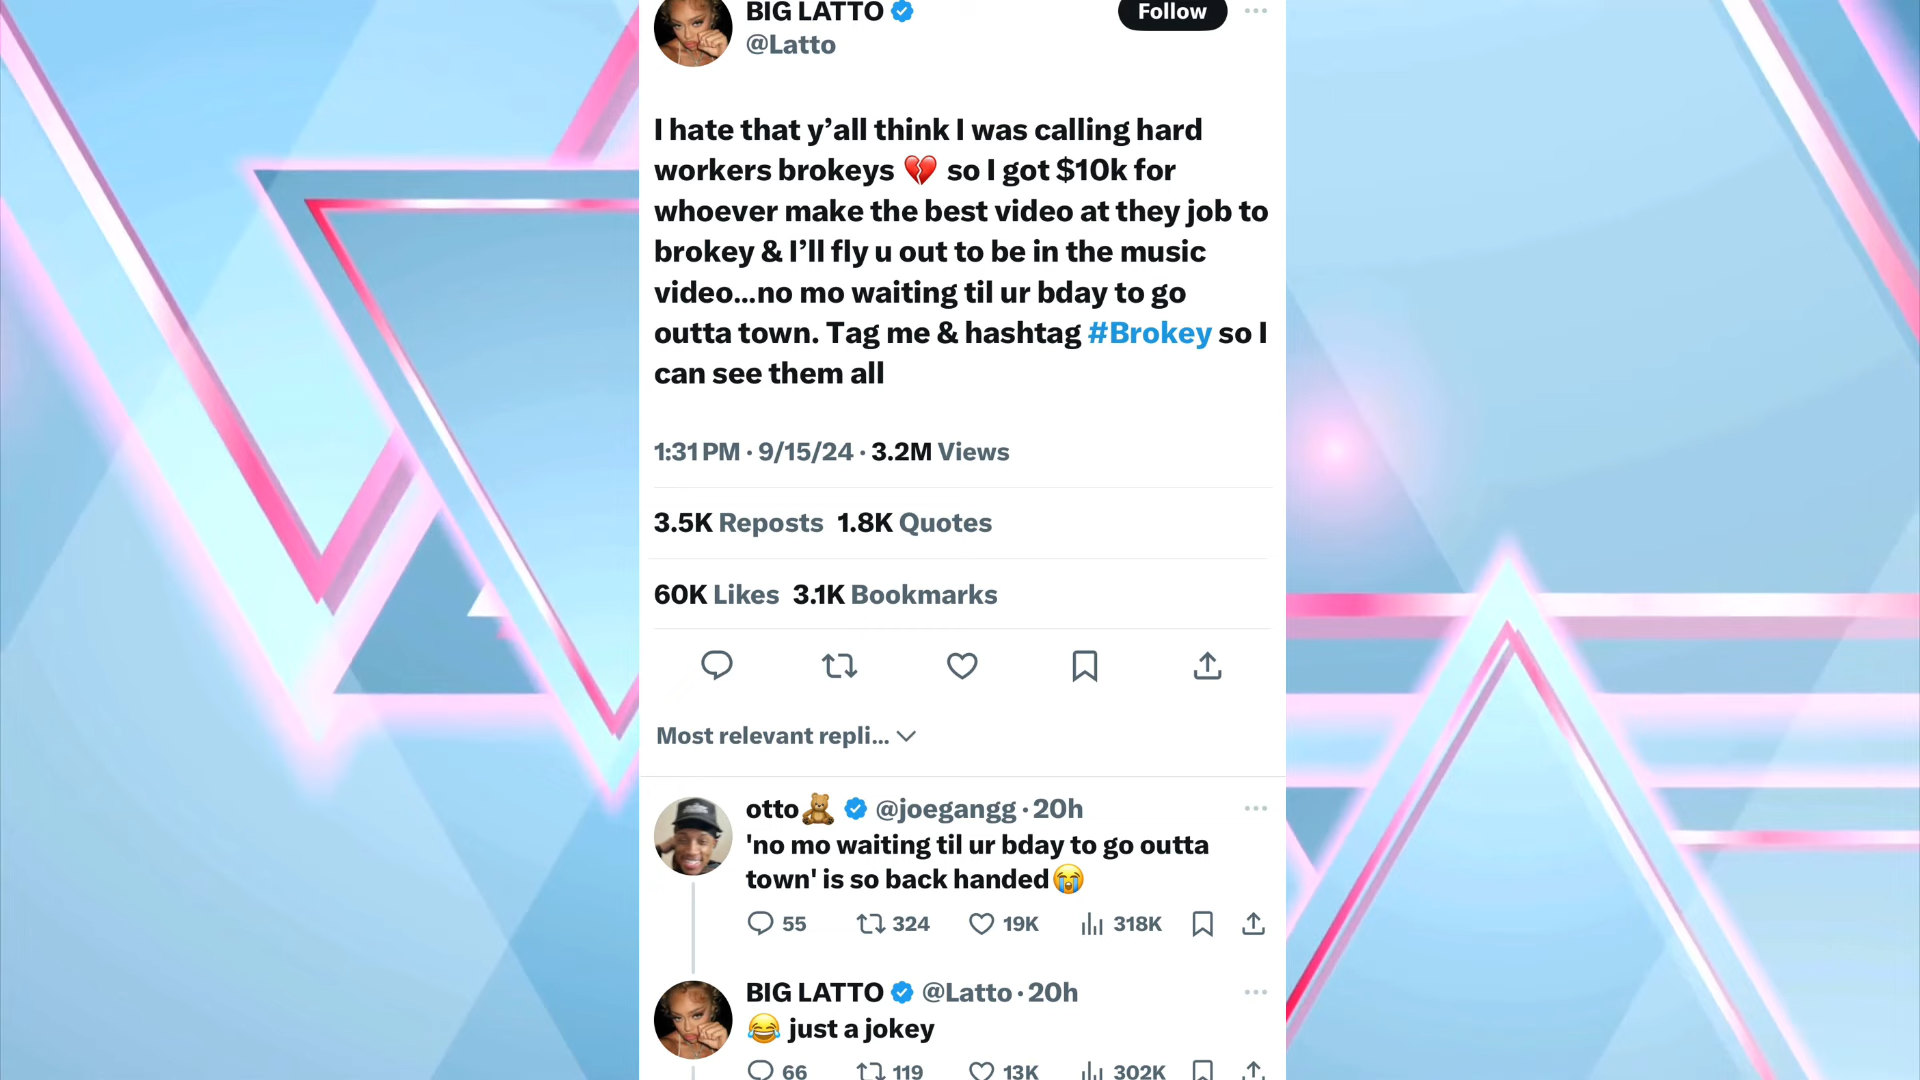 BIG LATTO
Follow
@Latto
I hate that y’all think I was calling hard
workers brokeys 💔 so I got $10k for
whoever make the best video at they job to
brokey & I’ll fly u out to be in the music
video...no mo waiting til ur bday to go
outta town. Tag me & hashtag #Brokey so I
can see them all
1:31 PM · 9/15/24 · 3.2M Views
3.5K Reposts 1.8K Quotes
60K Likes 3.1K Bookmarks
Most relevant repli...
otto🧸 @joegangg · 20h
'no mo waiting til ur bday to go outta
town' is so back handed😭
55 324 19K 318K
BIG LATTO @Latto · 20h
😂 just a jokey
66 119 13K 302K